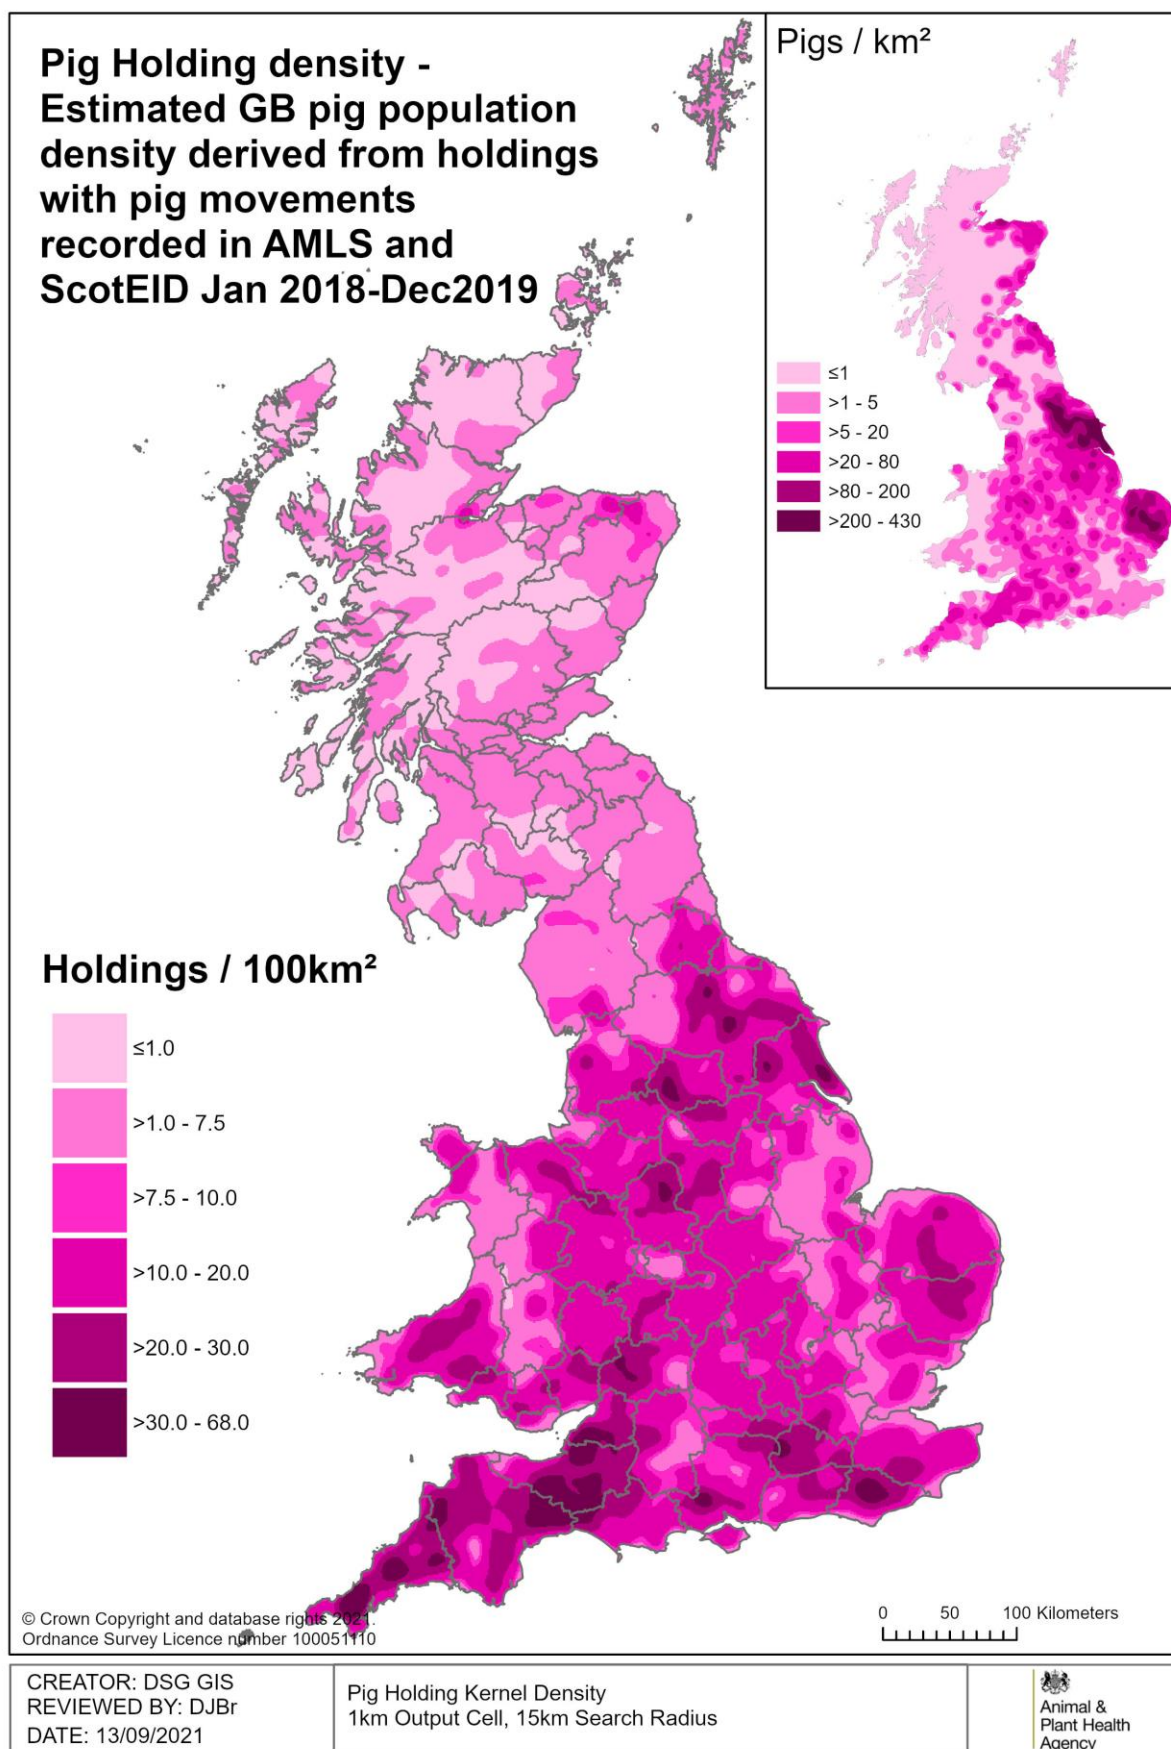 Pig Holding density -
Estimated GB pig population
density derived from holdings
with pig movements
recorded in AMLS and
ScotEID Jan 2018-Dec2019
Pigs / km²
≤1
>1 - 5
>5 - 20
>20 - 80
>80 - 200
>200 - 430
Holdings / 100km²
≤1.0
>1.0 - 7.5
>7.5 - 10.0
>10.0 - 20.0
>20.0 - 30.0
>30.0 - 68.0
© Crown Copyright and database rights 2021.
Ordnance Survey Licence number 100051110
0 50 100 Kilometers
CREATOR: DSG GIS
REVIEWED BY: DJBr
DATE: 13/09/2021
Pig Holding Kernel Density
1km Output Cell, 15km Search Radius
Animal &
Plant Health
Agency